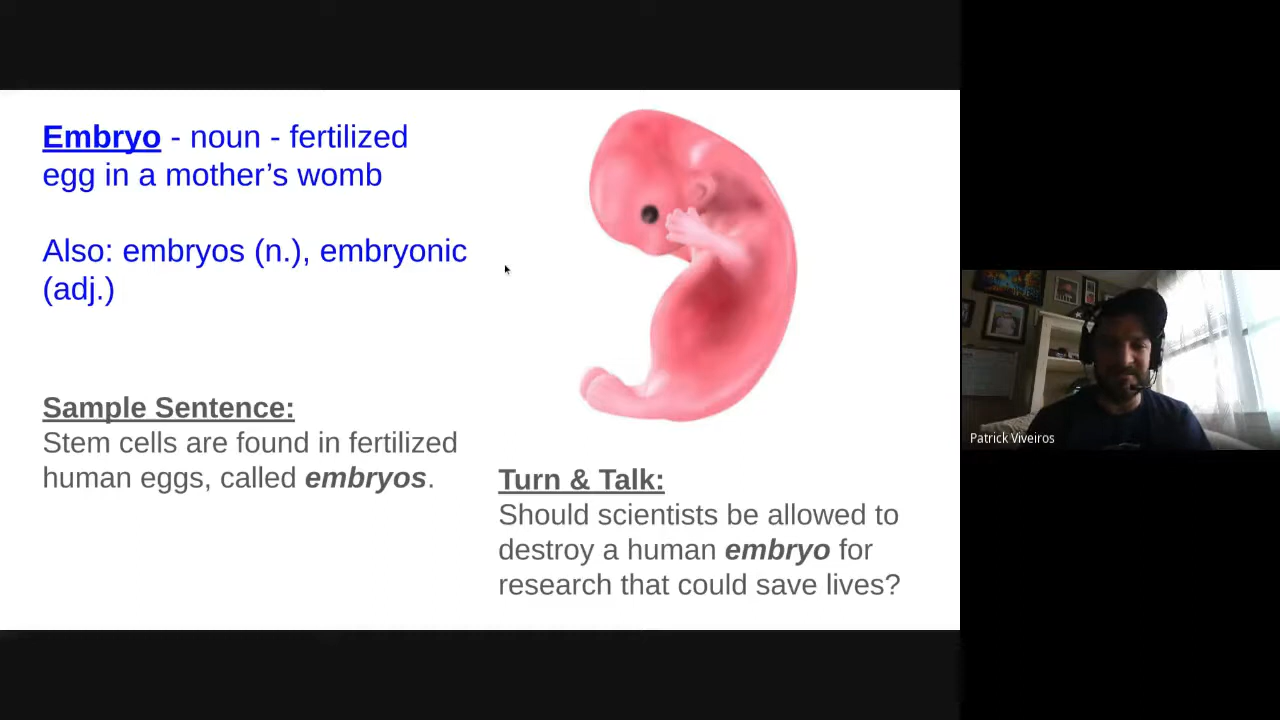 Embryo - noun - fertilized
egg in a mother’s womb
Also: embryos (n.), embryonic
(adj.)
Sample Sentence:
Stem cells are found in fertilized
human eggs, called embryos.
Turn & Talk:
Should scientists be allowed to
destroy a human embryo for
research that could save lives?
Patrick Viveiros